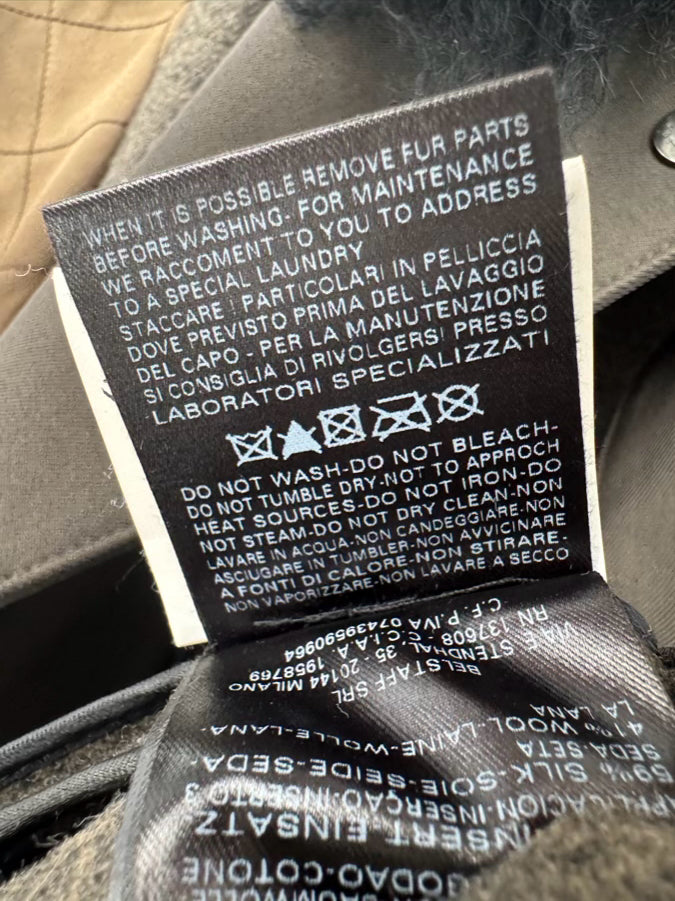 WHEN IT IS POSSIBLE REMOVE FUR PARTS
BEFORE WASHING- FOR MAINTENANCE
WE RACCOMENT TO YOU TO ADDRESS
TO A SPECIAL LAUNDRY
STACCARE I PARTICOLARI IN PELLICCIA
DOVE PREVISTO PRIMA DEL LAVAGGIO
DEL CAPO - PER LA MANUTENZIONE
SI CONSIGLIA DI RIVOLGERSI PRESSO
LABORATORI SPECIALIZZATI
DO NOT WASH-DO NOT BLEACH-
DO NOT TUMBLE DRY-NOT TO APPROCH
HEAT SOURCES-DO NOT IRON-DO
NOT STEAM-DO NOT DRY CLEAN-NON
LAVARE IN ACQUA-NON CANDEGGIARE-NON
ASCIUGARE IN TUMBLER-NON AVVICINARE
A FONTI DI CALORE-NON STIRARE-
NON VAPORIZZARE-NON LAVARE A SECCO
GODAO-COTONE
INSERT EINSATZ
APPLICATION-INSERÇAO-INSERTO 3
59% SILK-SOIE-SEIDE-SEDA-
SEDA-SETA
41% WOOL-LAINE-WOLLE-LANA-
LA LANA
BELSTAFF SRL
VIA E STENDHAL, 35 - 20144 MILANO
RN 137608 - C.C.I.A.A. 1958769
C.F. P.IVA 07439590964